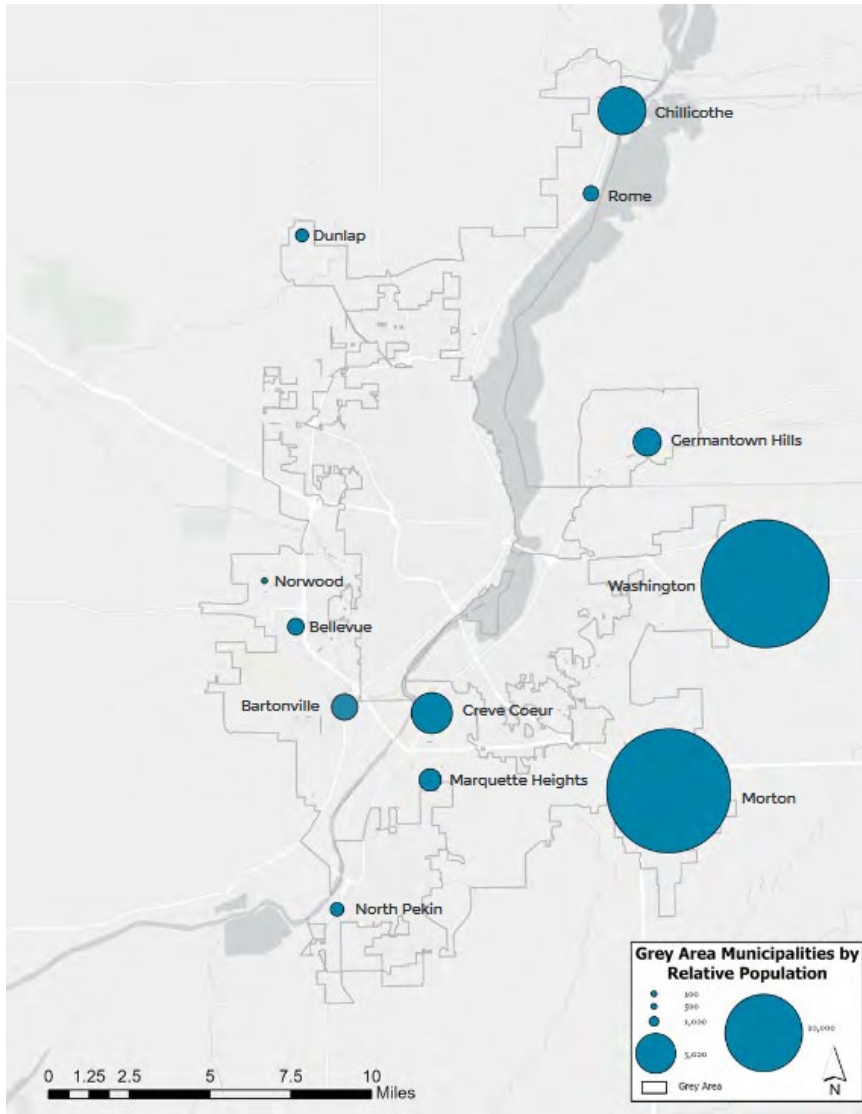 Chillicothe
Rome
Dunlap
Germantown Hills
Norwood
Washington
Bellevue
Bartonville
Creve Coeur
Marquette Heights
Morton
North Pekin
Grey Area Municipalities by
Relative Population
100
500
1,000
5,000
10,000
Grey Area
N
0 1.25 2.5 5 7.5 10
Miles